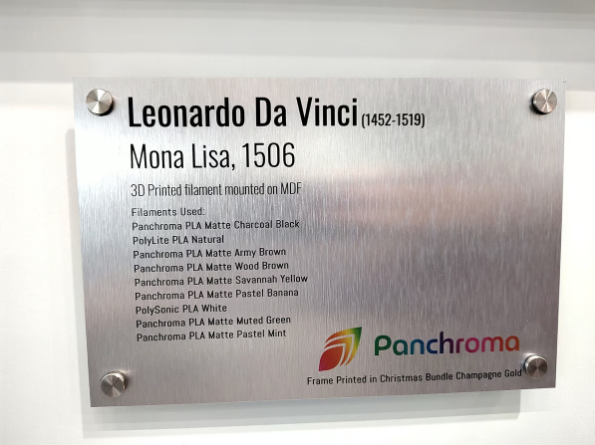 Leonardo Da Vinci (1452-1519)
Mona Lisa, 1506
3D Printed filament mounted on MDF
Filaments Used:
Panchroma PLA Matte Charcoal Black
PolyLite PLA Natural
Panchroma PLA Matte Army Brown
Panchroma PLA Matte Wood Brown
Panchroma PLA Matte Savannah Yellow
Panchroma PLA Matte Pastel Banana
PolySonic PLA White
Panchroma PLA Matte Muted Green
Panchroma PLA Matte Pastel Mint
Panchroma
Frame Printed in Christmas Bundle Champagne Gold